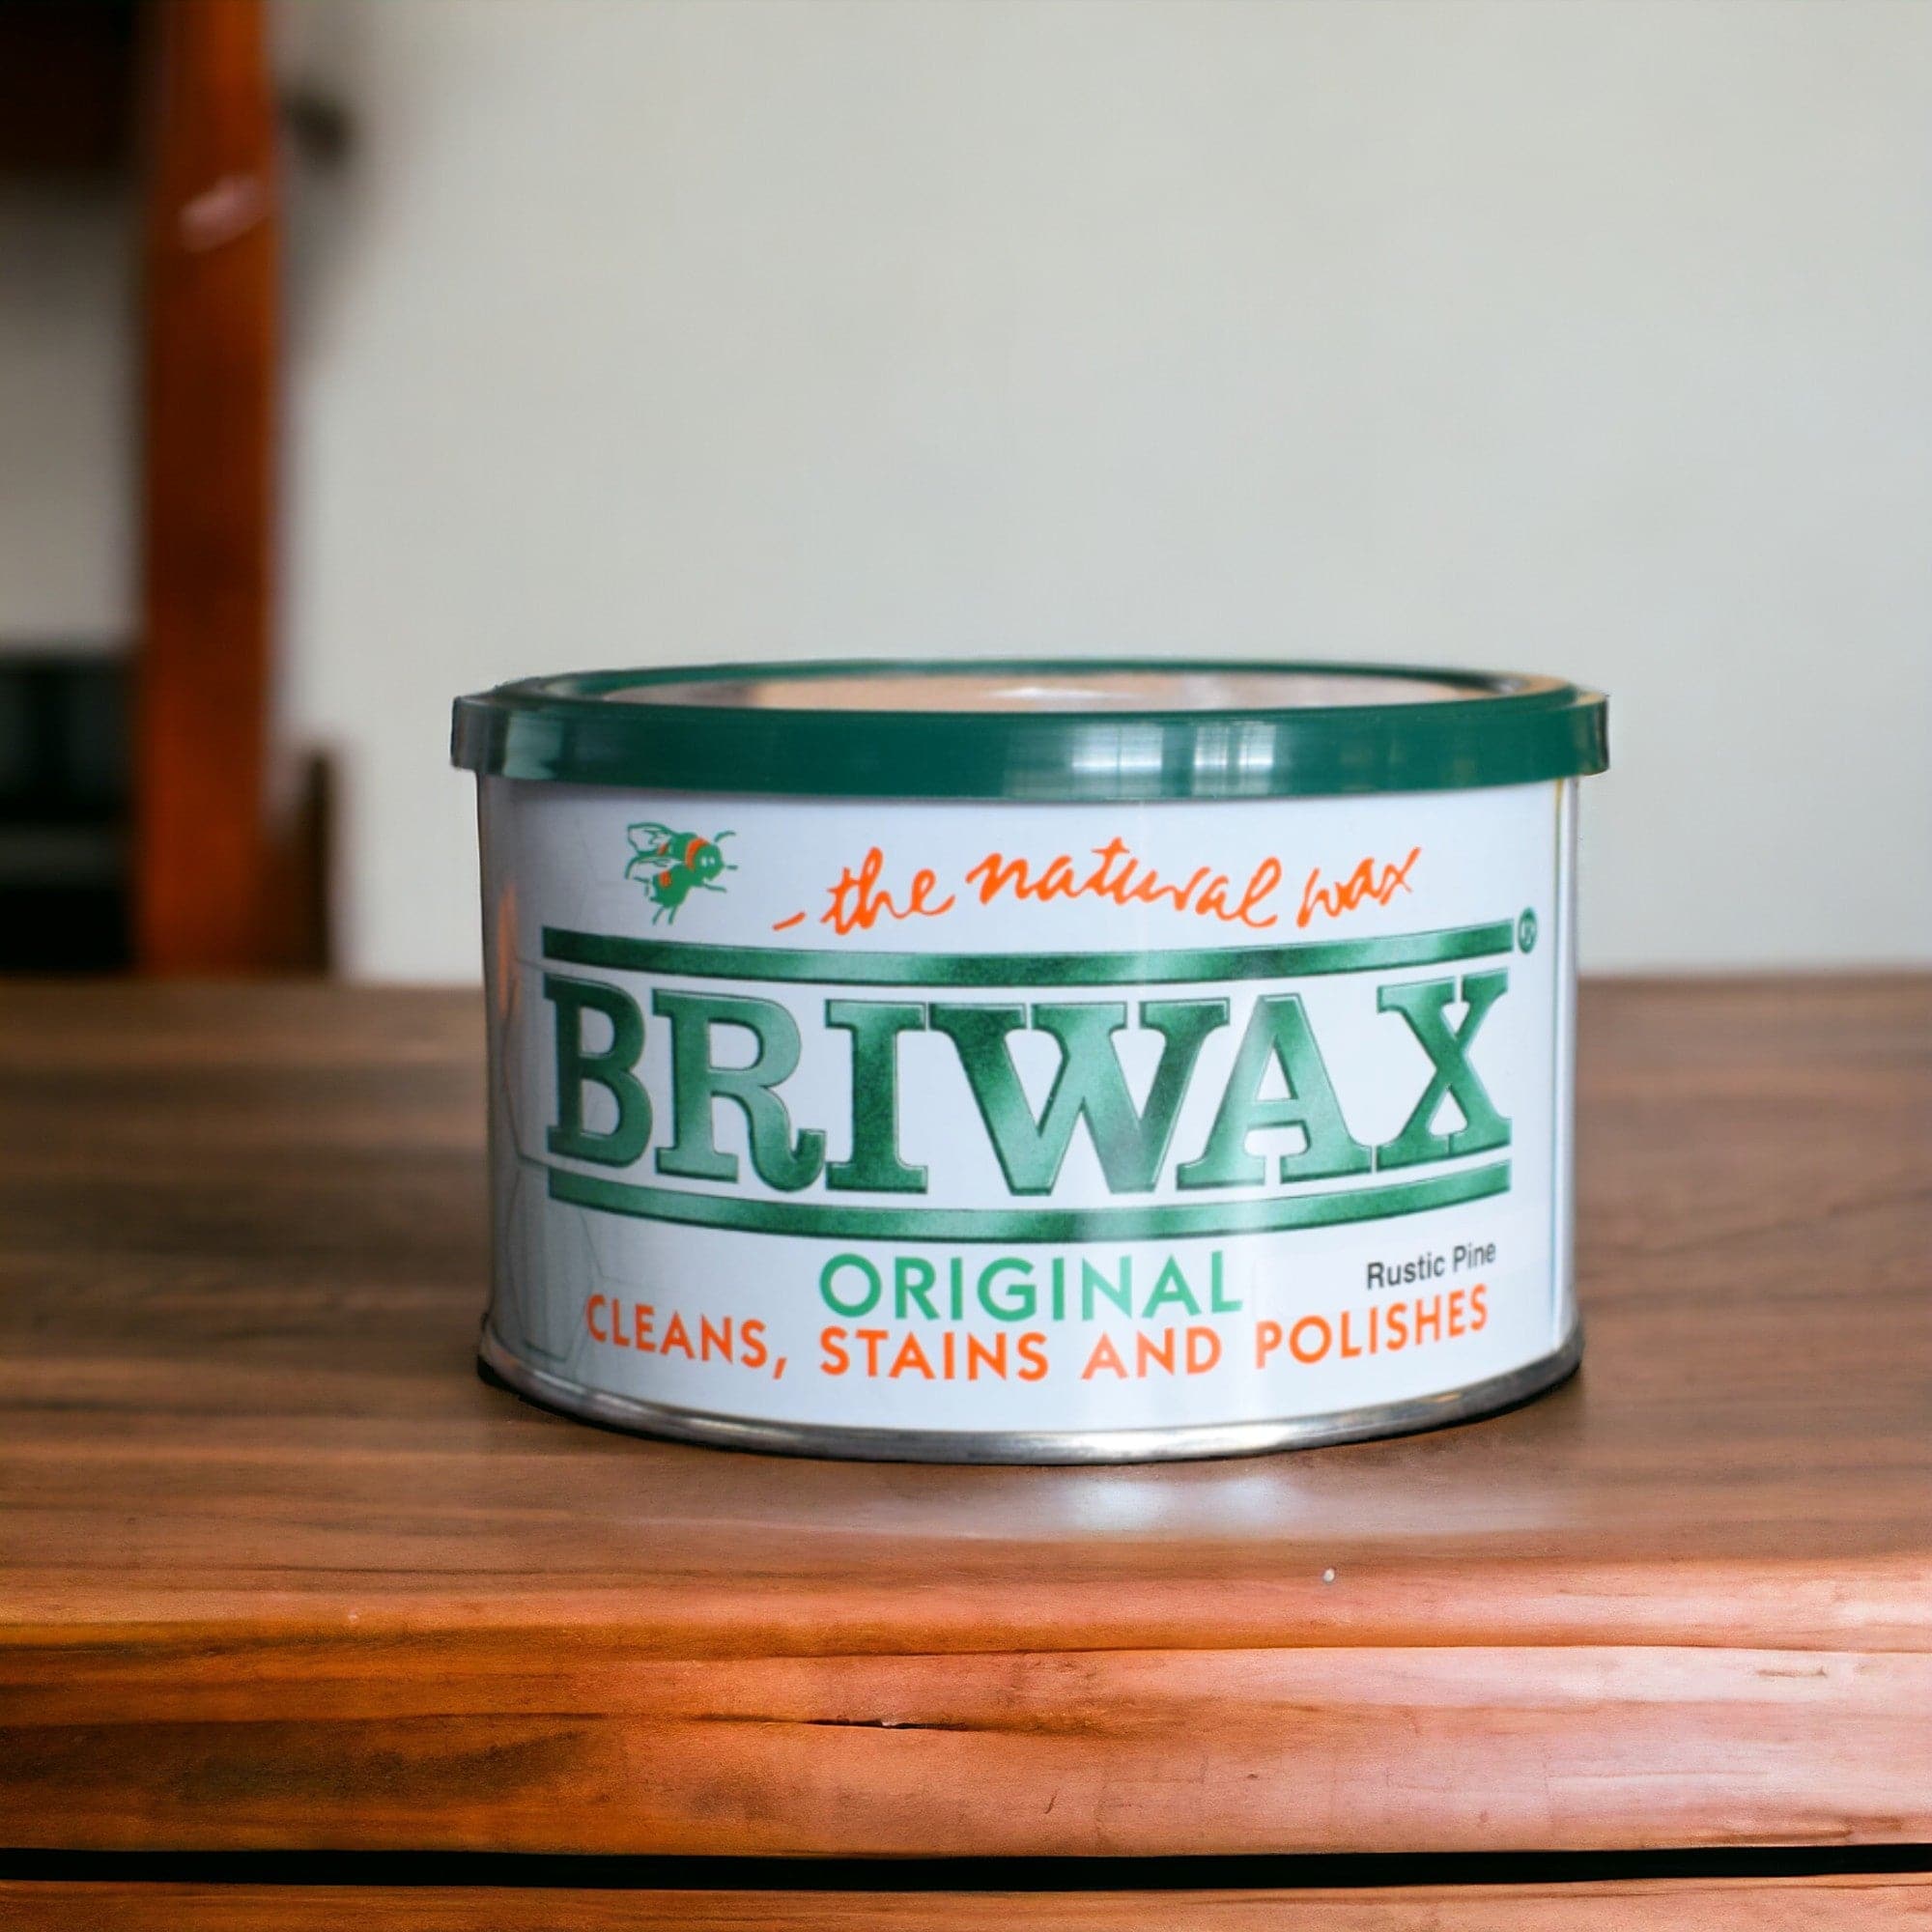 - the natural wax
BRIWAX®
ORIGINAL
Rustic Pine
CLEANS, STAINS AND POLISHES